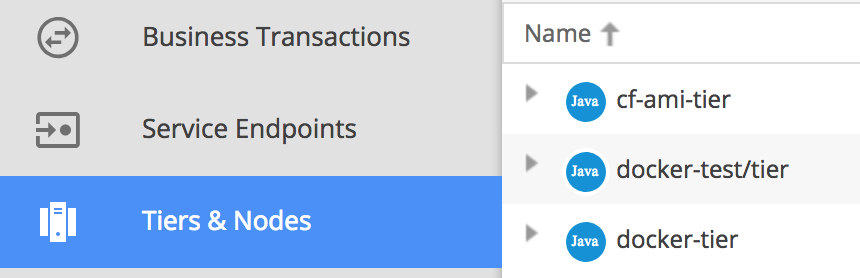 Business Transactions
Service Endpoints
Tiers & Nodes
Name
Java cf-ami-tier
Java docker-test/tier
Java docker-tier